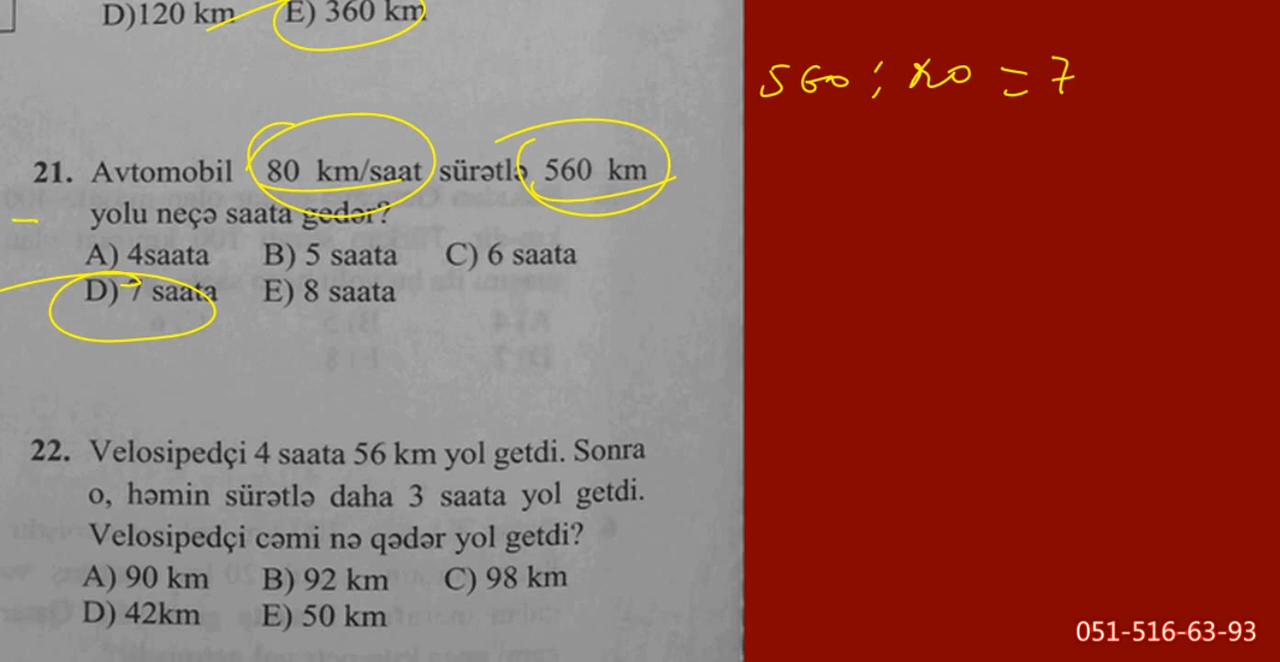 D)120 km E) 360 km
560 : 80 = 7
21. Avtomobil 80 km/saat sürətlə 560 km
yolu neçə saata gedər?
A) 4saata B) 5 saata C) 6 saata
D) 7 saata E) 8 saata
22. Velosipedçi 4 saata 56 km yol getdi. Sonra
o, həmin sürətlə daha 3 saata yol getdi.
Velosipedçi cəmi nə qədər yol getdi?
A) 90 km B) 92 km C) 98 km
D) 42km E) 50 km
051-516-63-93